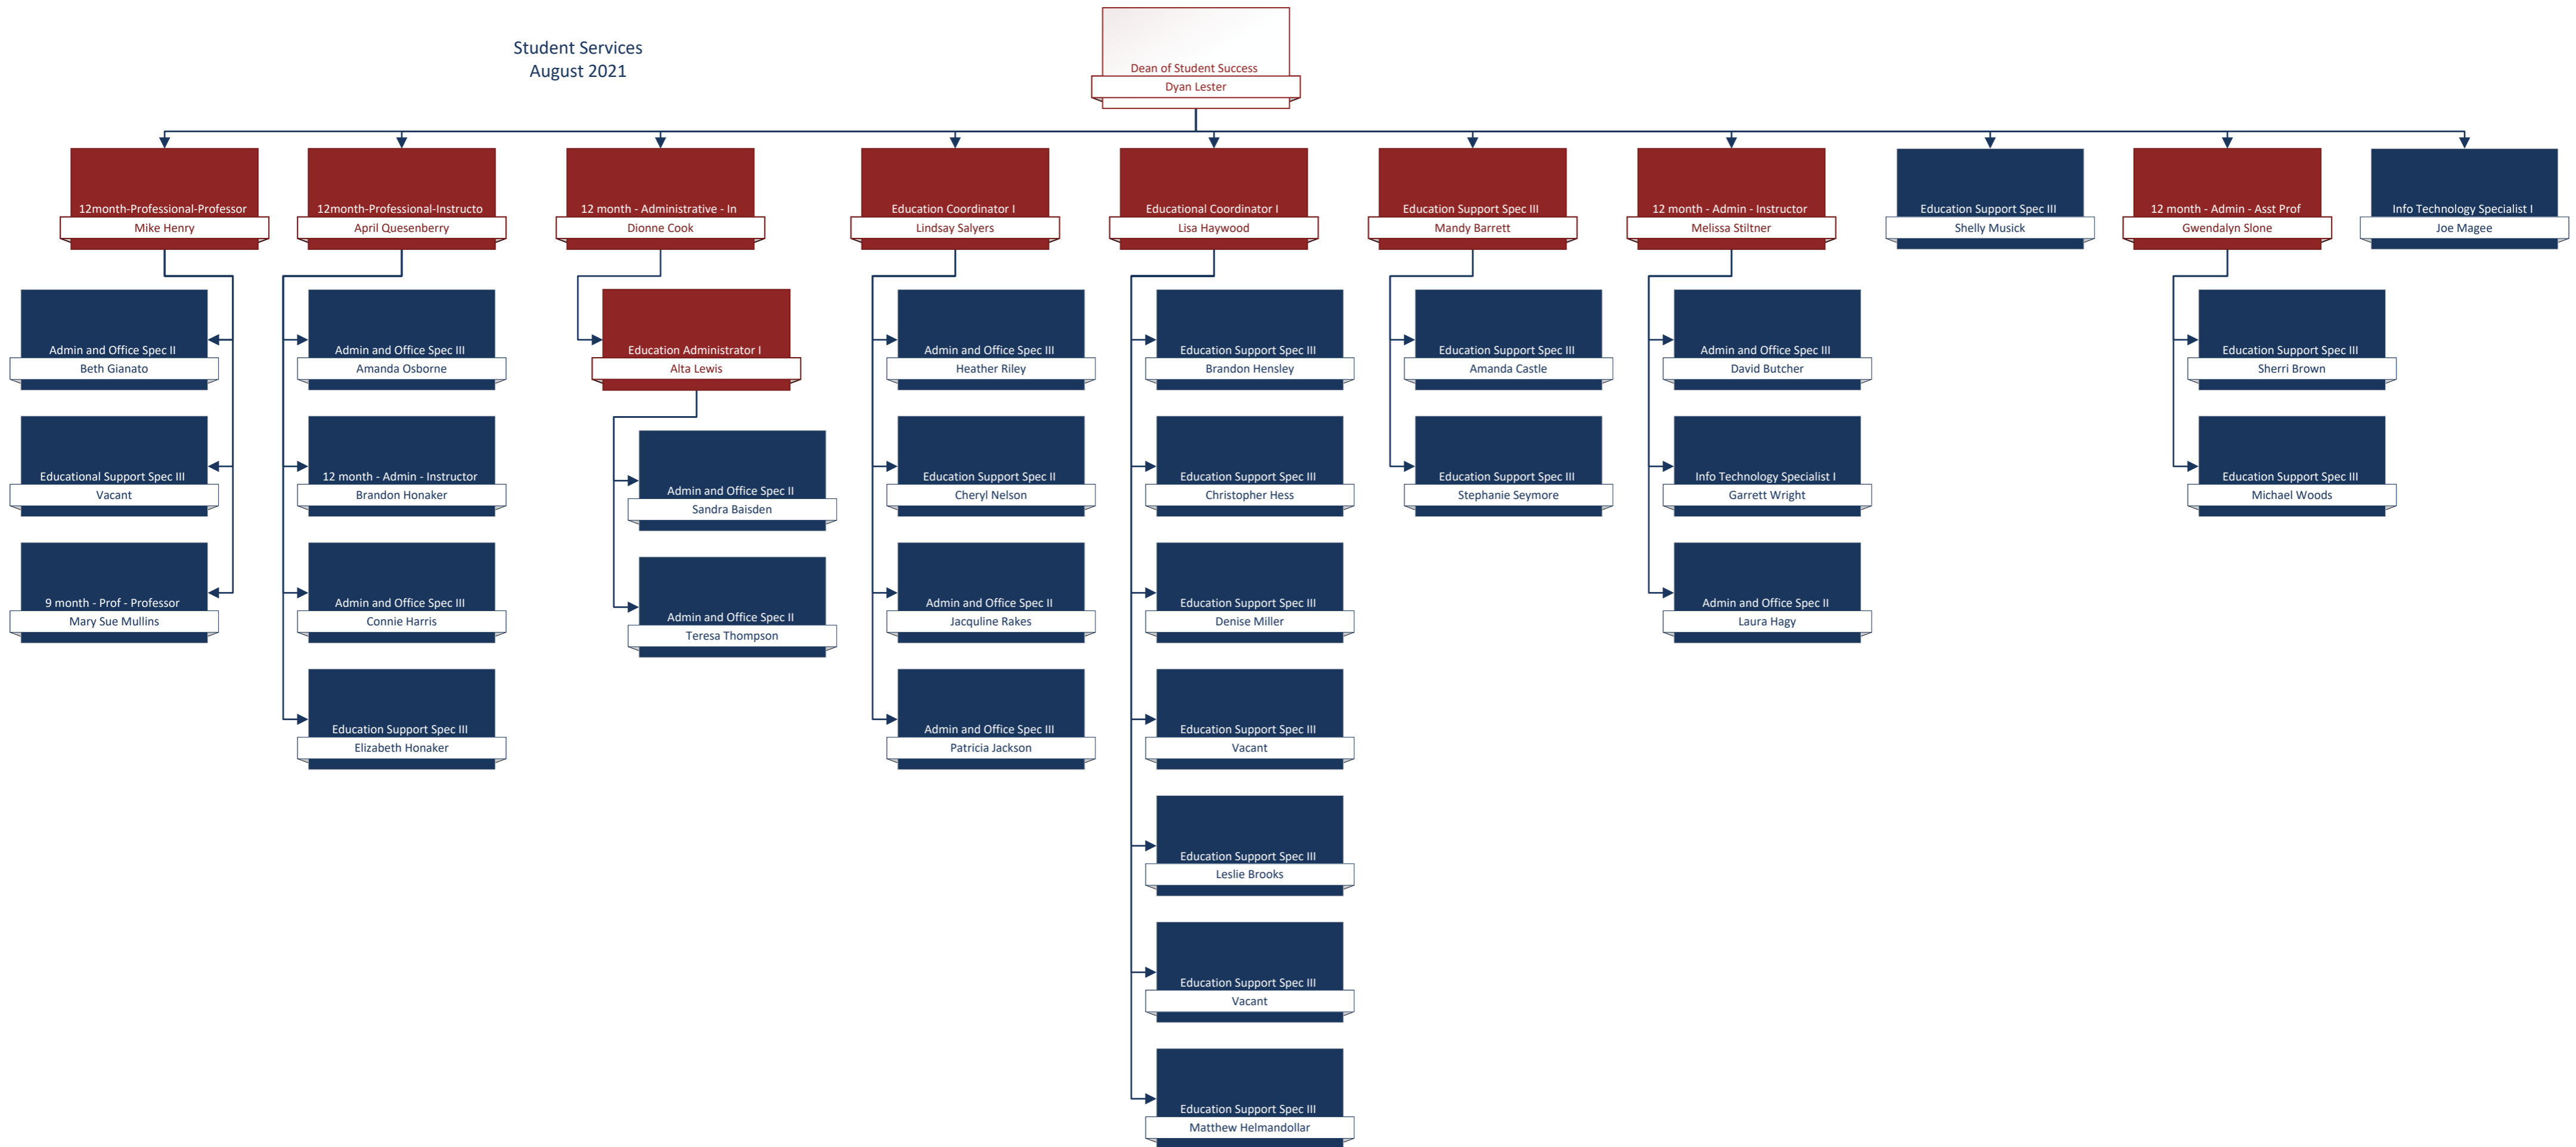 Student Services
August 2021
Dean of Student Success
Dyan Lester
12month-Professional-Professor
Mike Henry
12month-Professional-Instructo
April Quesenberry
12 month - Administrative - In
Dionne Cook
Education Coordinator I
Lindsay Salyers
Educational Coordinator I
Lisa Haywood
Education Support Spec III
Mandy Barrett
12 month - Admin - Instructor
Melissa Stiltner
Education Support Spec III
Shelly Musick
12 month - Admin - Asst Prof
Gwendalyn Slone
Info Technology Specialist I
Joe Magee
Admin and Office Spec II
Beth Gianato
Educational Support Spec III
Vacant
9 month - Prof - Professor
Mary Sue Mullins
Admin and Office Spec III
Amanda Osborne
12 month - Admin - Instructor
Brandon Honaker
Admin and Office Spec III
Connie Harris
Education Support Spec III
Elizabeth Honaker
Education Administrator I
Alta Lewis
Admin and Office Spec II
Sandra Baisden
Admin and Office Spec II
Teresa Thompson
Admin and Office Spec III
Heather Riley
Education Support Spec II
Cheryl Nelson
Admin and Office Spec II
Jacquline Rakes
Admin and Office Spec III
Patricia Jackson
Education Support Spec III
Brandon Hensley
Education Support Spec III
Christopher Hess
Education Support Spec III
Denise Miller
Education Support Spec III
Vacant
Education Support Spec III
Leslie Brooks
Education Support Spec III
Vacant
Education Support Spec III
Matthew Helmandollar
Education Support Spec III
Amanda Castle
Education Support Spec III
Stephanie Seymore
Admin and Office Spec III
David Butcher
Info Technology Specialist I
Garrett Wright
Admin and Office Spec II
Laura Hagy
Education Support Spec III
Sherri Brown
Education Support Spec III
Michael Woods